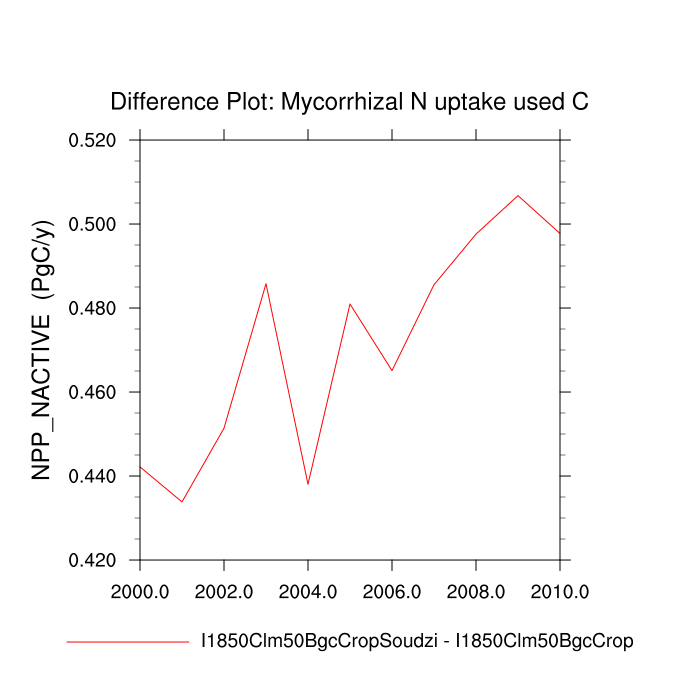 Difference Plot: Mycorrhizal N uptake used C
NPP_NACTIVE (PgC/y)
0.520
0.500
0.480
0.460
0.440
0.420
2000.0 2002.0 2004.0 2006.0 2008.0 2010.0
I1850Clm50BgcCropSoudzi - I1850Clm50BgcCrop